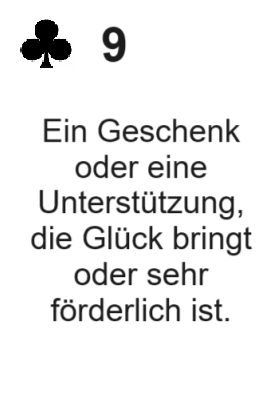 ♣ 9
Ein Geschenk
oder eine
Unterstützung,
die Glück bringt
oder sehr
förderlich ist.